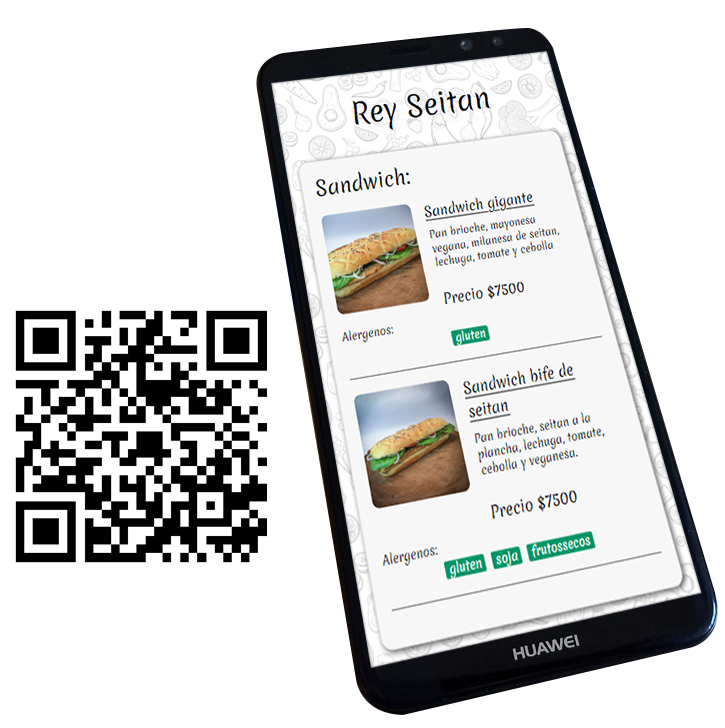 Rey Seitan
Sandwich:
Sandwich gigante
Pan brioche, mayonesa
vegana, milanesa de seitan,
lechuga, tomate y cebolla
Precio $7500
Alergenos:
gluten
Sandwich bife de
seitan
Pan brioche, seitan a la
plancha, lechuga, tomate,
cebolla y veganesa.
Precio $7500
Alergenos:
gluten soja frutossecos
HUAWEI